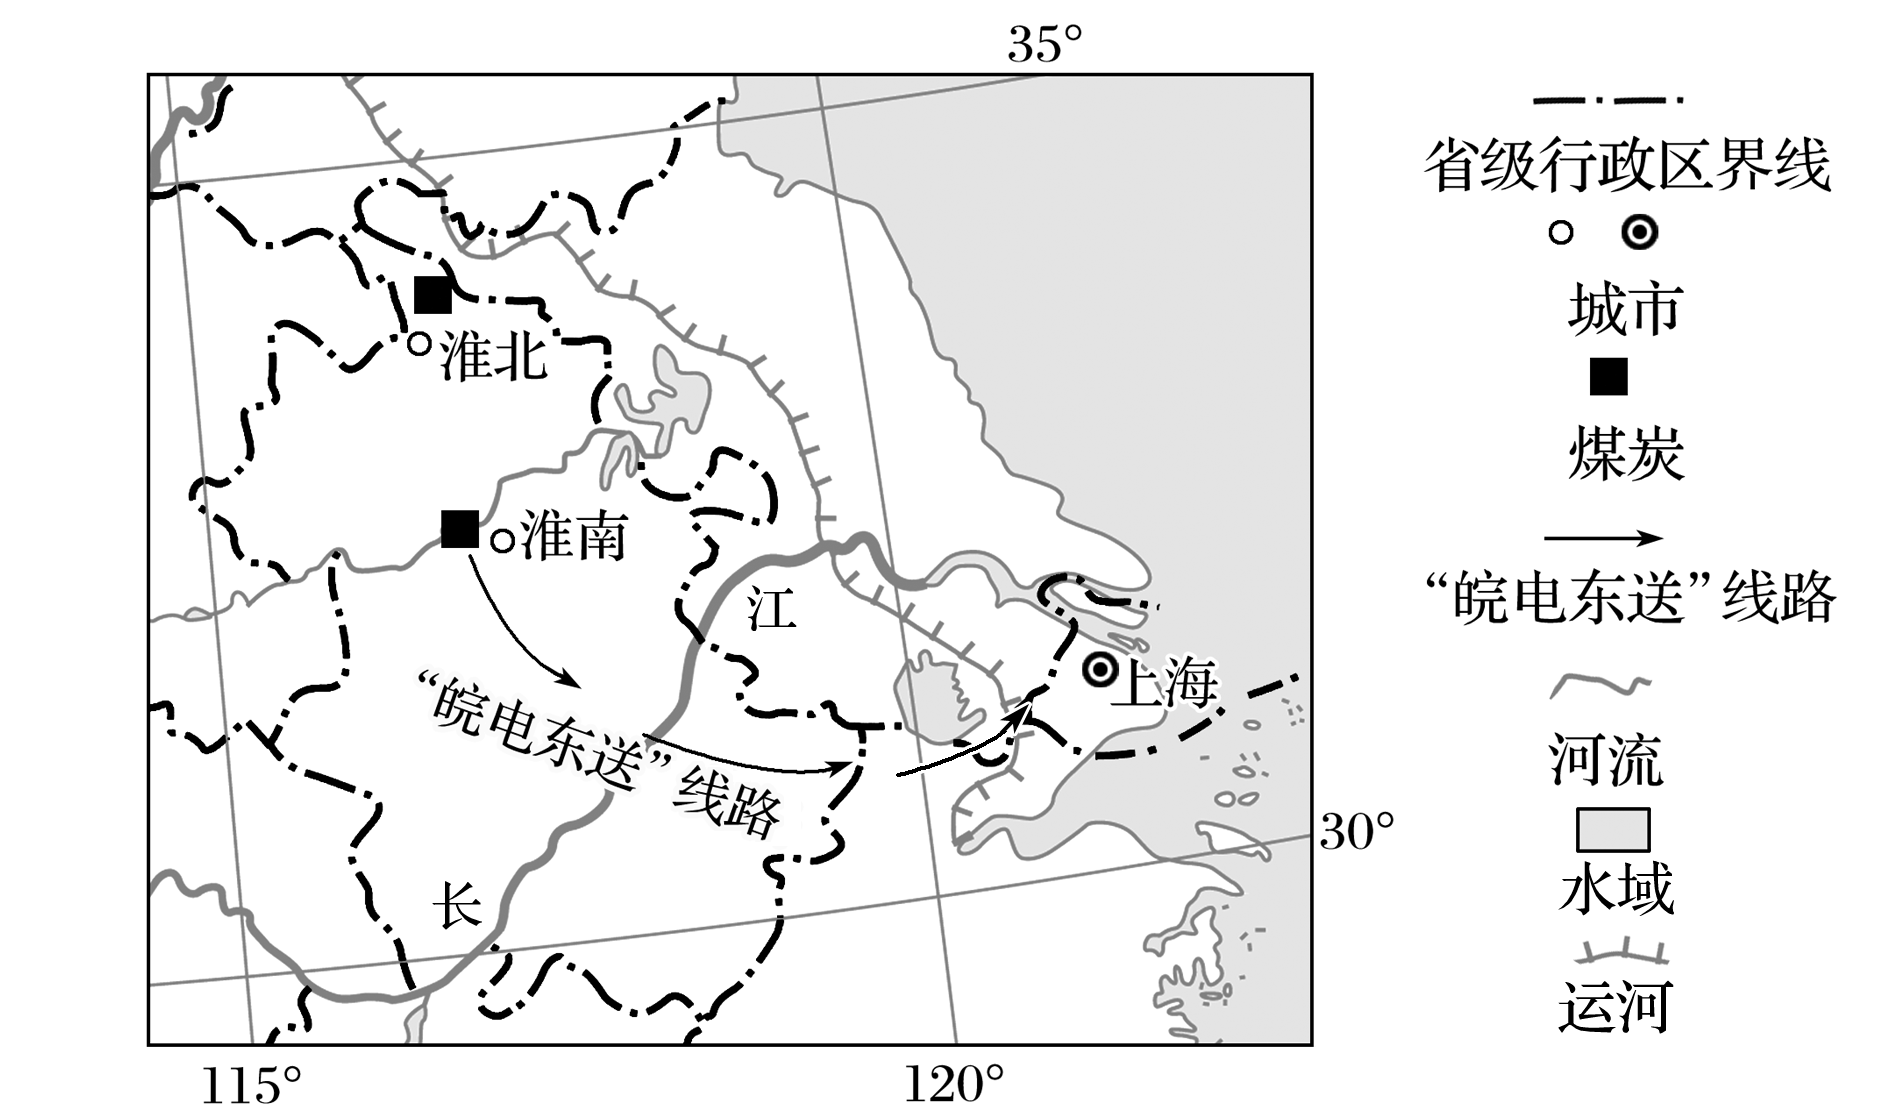 35°
淮北
淮南
江
“皖电东送”线路
上海
长
30°
115°
120°
省级行政区界线
城市
煤炭
“皖电东送”线路
河流
水域
运河